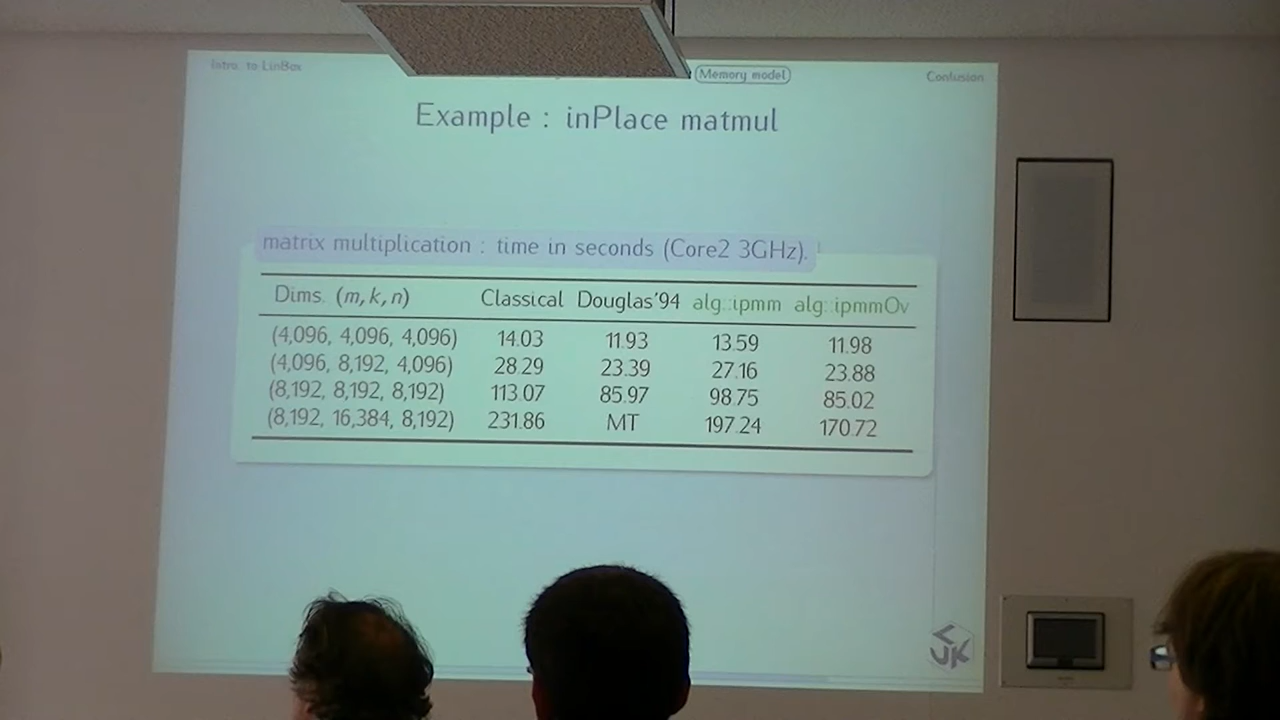 Intro. to LinBox Memory model Confusion
Example : inPlace matmul
matrix multiplication : time in seconds (Core2 3GHz).
Dims. (m, k, n) Classical Douglas'94 alg::ipmm alg::ipmmOv
(4,096, 4,096, 4,096) 14.03 11.93 13.59 11.98
(4,096, 8,192, 4,096) 28.29 23.39 27.16 23.88
(8,192, 8,192, 8,192) 113.07 85.97 98.75 85.02
(8,192, 16,384, 8,192) 231.86 MT 197.24 170.72